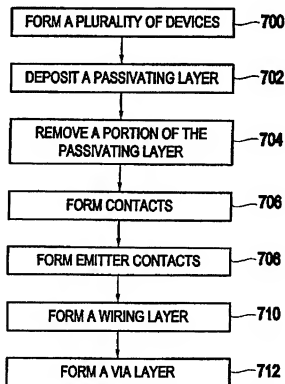 FORM A PLURALITY OF DEVICES 700
DEPOSIT A PASSIVATING LAYER 702
REMOVE A PORTION OF THE
PASSIVATING LAYER 704
FORM CONTACTS 706
FORM EMITTER CONTACTS 708
FORM A WIRING LAYER 710
FORM A VIA LAYER 712